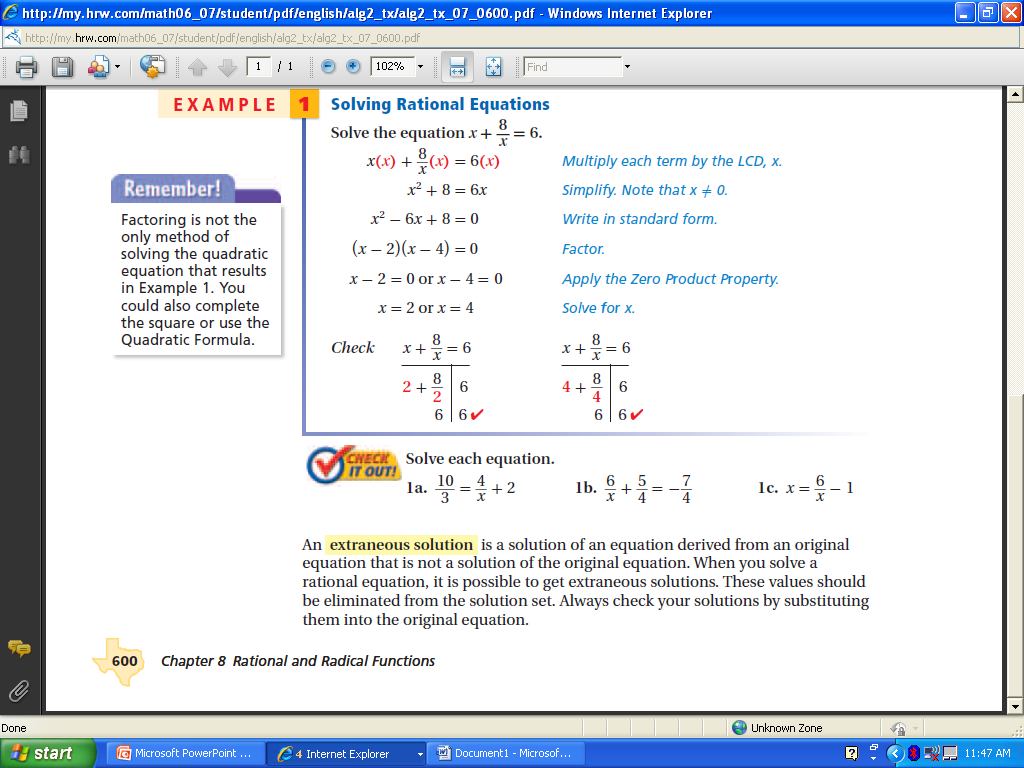 http://my.hrw.com/math06_07/student/pdf/english/alg2_tx/alg2_tx_07_0600.pdf - Windows Internet Explorer
http://my.hrw.com/math06_07/student/pdf/english/alg2_tx/alg2_tx_07_0600.pdf
1 / 1 102% Find
EXAMPLE 1 Solving Rational Equations
Solve the equation x + 8/x = 6.
x(x) + 8/x(x) = 6(x) Multiply each term by the LCD, x.
x² + 8 = 6x Simplify. Note that x ≠ 0.
x² − 6x + 8 = 0 Write in standard form.
(x − 2)(x − 4) = 0 Factor.
x − 2 = 0 or x − 4 = 0 Apply the Zero Product Property.
x = 2 or x = 4 Solve for x.
Remember!
Factoring is not the
only method of
solving the quadratic
equation that results
in Example 1. You
could also complete
the square or use the
Quadratic Formula.
Check x + 8/x = 6 x + 8/x = 6
2 + 8/2 | 6 4 + 8/4 | 6
6 | 6 ✔ 6 | 6 ✔
CHECK IT OUT! Solve each equation.
1a. 10/3 = 4/x + 2 1b. 6/x + 5/4 = −7/4 1c. x = 6/x − 1
An extraneous solution is a solution of an equation derived from an original
equation that is not a solution of the original equation. When you solve a
rational equation, it is possible to get extraneous solutions. These values should
be eliminated from the solution set. Always check your solutions by substituting
them into the original equation.
600 Chapter 8 Rational and Radical Functions
Done Unknown Zone
start Microsoft PowerPoint ... 4 Internet Explorer Document1 - Microsof... 11:47 AM